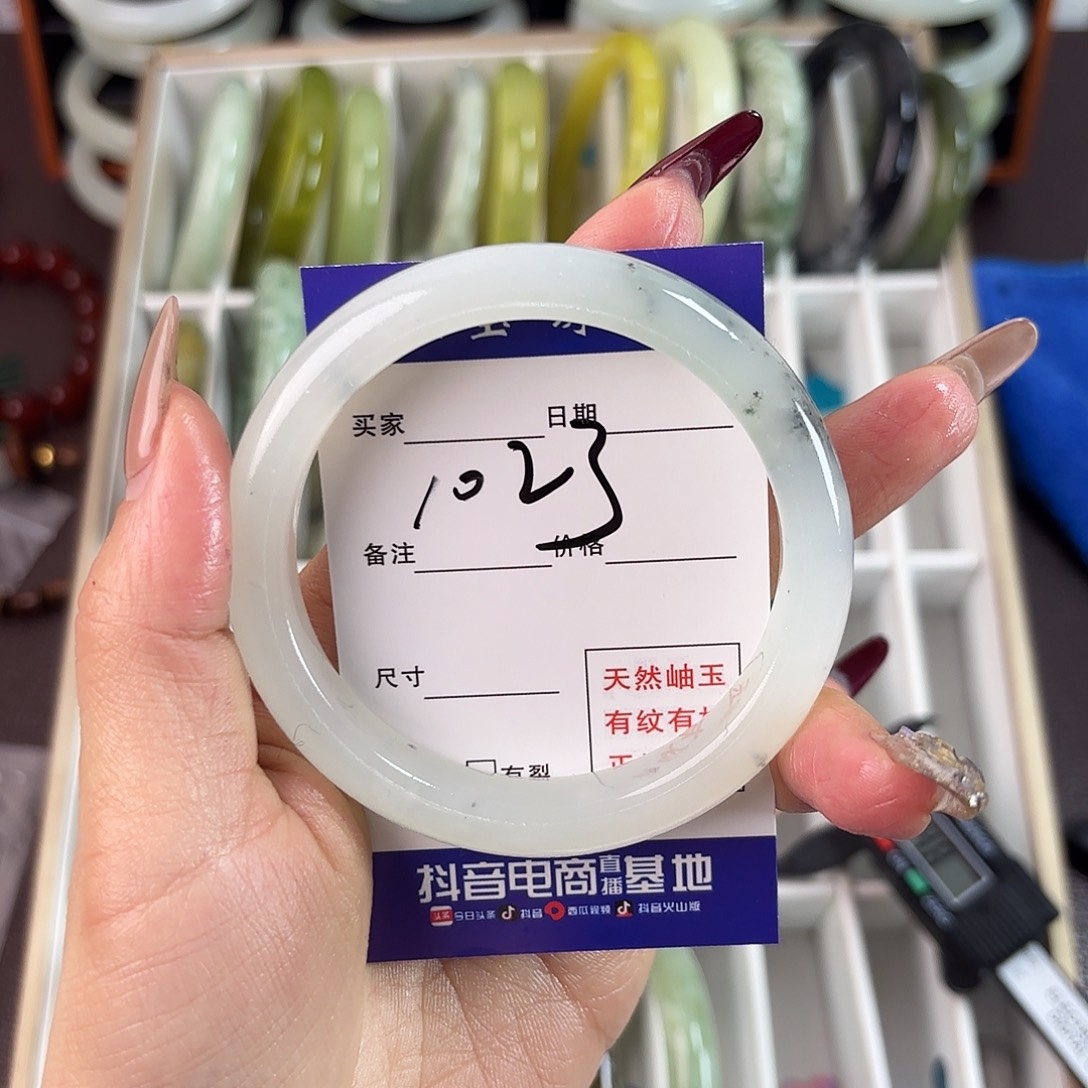 买家 日期
1023
备注 价格
尺寸
天然岫玉
有纹有
有裂
抖音电商直播基地
头条 今日头条 抖音 西瓜视频 抖音火山版